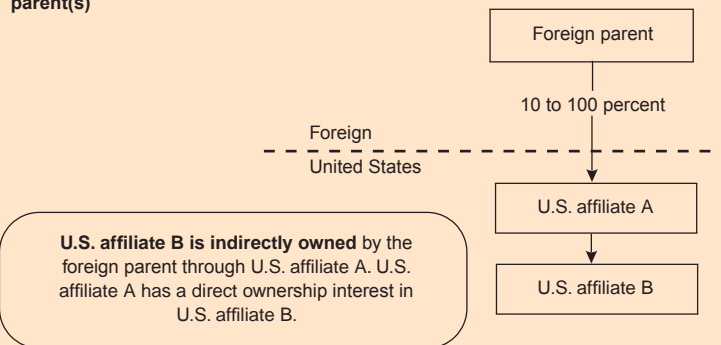 parent(s)
Foreign parent
10 to 100 percent
Foreign
United States
U.S. affiliate A
U.S. affiliate B is indirectly owned by the
foreign parent through U.S. affiliate A. U.S.
affiliate A has a direct ownership interest in
U.S. affiliate B.
U.S. affiliate B